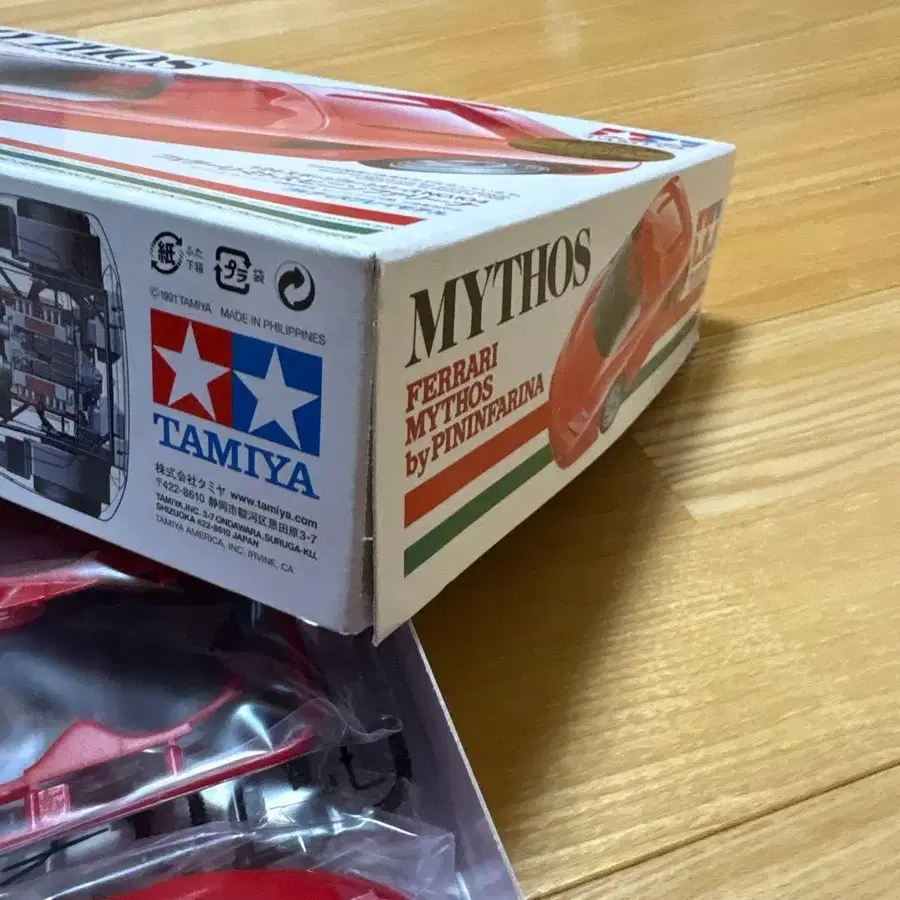 MYTHOS
紙
ふた
下箱
プラ
袋
©1991 TAMIYA MADE IN PHILIPPINES
TAMIYA
株式会社タミヤ www.tamiya.com
〒422-8610 静岡市駿河区恩田原3-7
TAMIYA,INC. 3-7 ONDAWARA, SURUGA-KU,
SHIZUOKA 422-8610 JAPAN
TAMIYA AMERICA, INC. IRVINE, CA
MYTHOS
FERRARI
MYTHOS
by PININFARINA